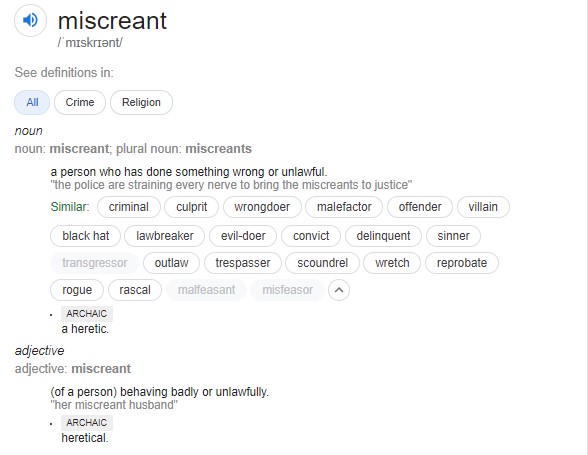 miscreant
/ˈmɪskrɪənt/
See definitions in:
All Crime Religion
noun
noun: miscreant; plural noun: miscreants
a person who has done something wrong or unlawful.
"the police are straining every nerve to bring the miscreants to justice"
Similar: criminal culprit wrongdoer malefactor offender villain
black hat lawbreaker evil-doer convict delinquent sinner
transgressor outlaw trespasser scoundrel wretch reprobate
rogue rascal malfeasant misfeasor
ARCHAIC
a heretic.
adjective
adjective: miscreant
(of a person) behaving badly or unlawfully.
"her miscreant husband"
ARCHAIC
heretical.